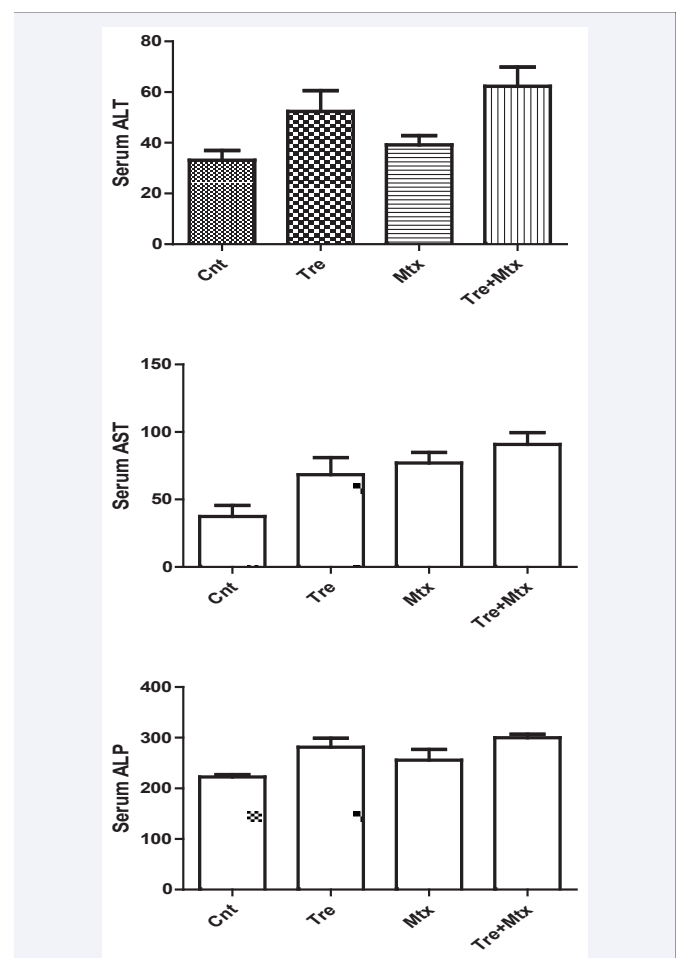 Serum ALT
80
60
40
20
0
Cnt
Tre
Mtx
Tre+Mtx
Serum AST
150
100
50
0
Cnt
Tre
Mtx
Tre+Mtx
Serum ALP
400
300
200
100
0
Cnt
Tre
Mtx
Tre+Mtx